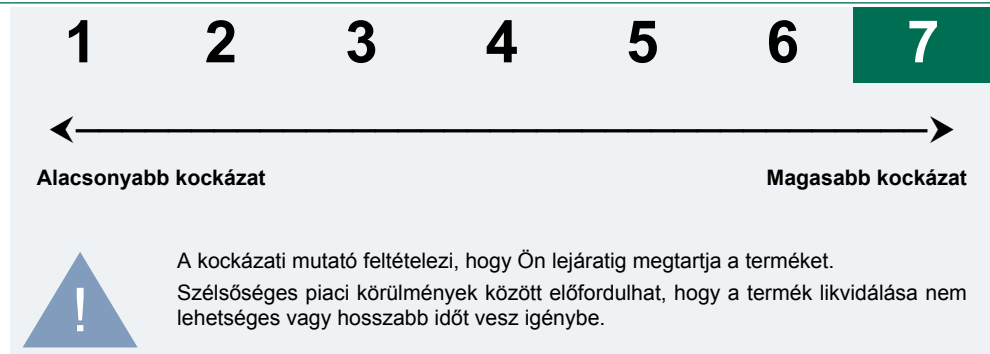 1 2 3 4 5 6 7
Alacsonyabb kockázat Magasabb kockázat
A kockázati mutató feltételezi, hogy Ön lejáratig megtartja a terméket.
Szélsőséges piaci körülmények között előfordulhat, hogy a termék likvidálása nem
lehetséges vagy hosszabb időt vesz igénybe.
!